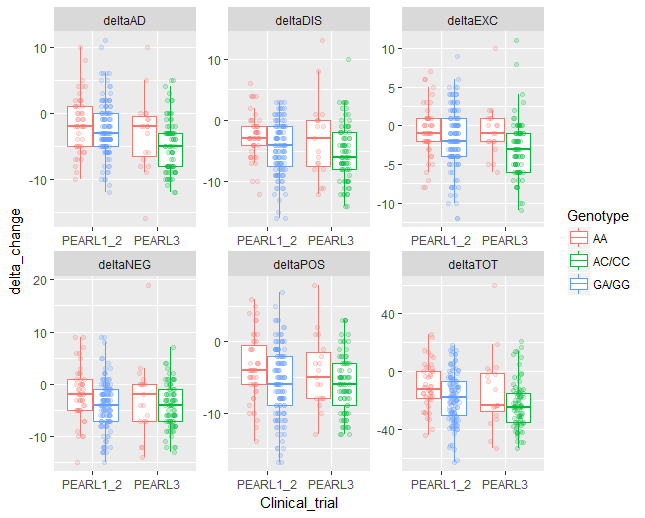 deltaAD deltaDIS deltaEXC
10
0
-10
10
0
-10
10
5
0
-5
-10
PEARL1_2 PEARL3 PEARL1_2 PEARL3 PEARL1_2 PEARL3
delta_change
deltaNEG deltaPOS deltaTOT
20
10
0
-10
0
-10
40
0
-40
PEARL1_2 PEARL3 PEARL1_2 PEARL3 PEARL1_2 PEARL3
Clinical_trial
Genotype
AA
AC/CC
GA/GG